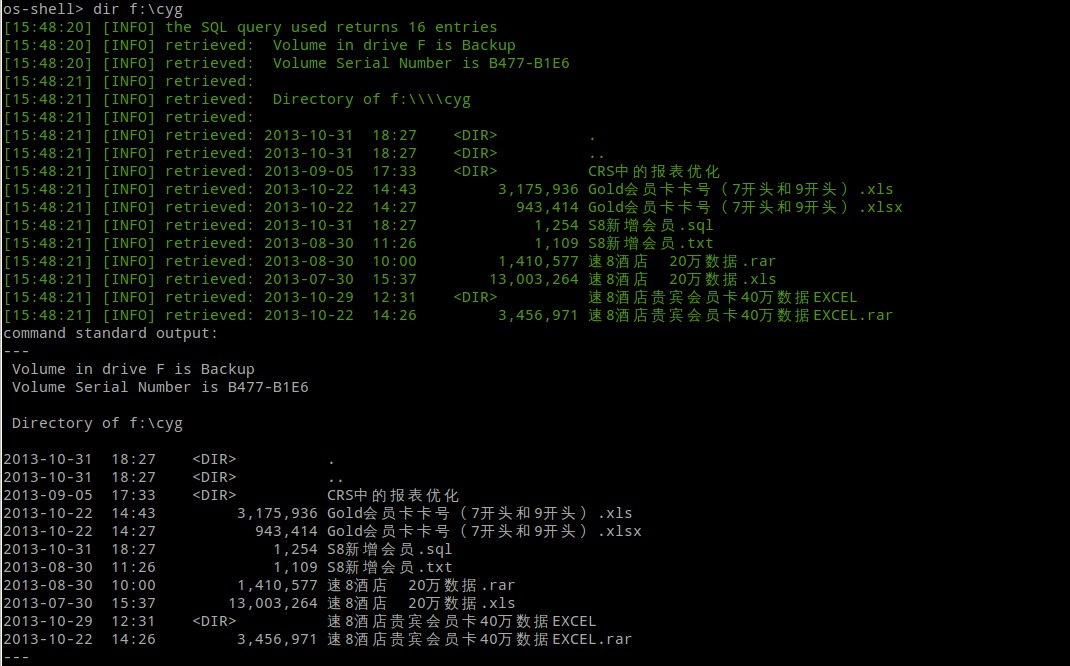 os-shell> dir f:\cyg
[15:48:20] [INFO] the SQL query used returns 16 entries
[15:48:20] [INFO] retrieved:  Volume in drive F is Backup
[15:48:20] [INFO] retrieved:  Volume Serial Number is B477-B1E6
[15:48:21] [INFO] retrieved:
[15:48:21] [INFO] retrieved:  Directory of f:\\\\cyg
[15:48:21] [INFO] retrieved:
[15:48:21] [INFO] retrieved: 2013-10-31  18:27    <DIR>          .
[15:48:21] [INFO] retrieved: 2013-10-31  18:27    <DIR>          ..
[15:48:21] [INFO] retrieved: 2013-09-05  17:33    <DIR>          CRS中的报表优化
[15:48:21] [INFO] retrieved: 2013-10-22  14:43         3,175,936 Gold会员卡卡号（7开头和9开头）.xls
[15:48:21] [INFO] retrieved: 2013-10-22  14:27           943,414 Gold会员卡卡号（7开头和9开头）.xlsx
[15:48:21] [INFO] retrieved: 2013-10-31  18:27             1,254 S8新增会员.sql
[15:48:21] [INFO] retrieved: 2013-08-30  11:26             1,109 S8新增会员.txt
[15:48:21] [INFO] retrieved: 2013-08-30  10:00         1,410,577 速8酒店  20万数据.rar
[15:48:21] [INFO] retrieved: 2013-07-30  15:37        13,003,264 速8酒店  20万数据.xls
[15:48:21] [INFO] retrieved: 2013-10-29  12:31    <DIR>          速8酒店贵宾会员卡40万数据EXCEL
[15:48:21] [INFO] retrieved: 2013-10-22  14:26         3,456,971 速8酒店贵宾会员卡40万数据EXCEL.rar
command standard output:
---
 Volume in drive F is Backup
 Volume Serial Number is B477-B1E6
 Directory of f:\cyg
2013-10-31  18:27    <DIR>          .
2013-10-31  18:27    <DIR>          ..
2013-09-05  17:33    <DIR>          CRS中的报表优化
2013-10-22  14:43         3,175,936 Gold会员卡卡号（7开头和9开头）.xls
2013-10-22  14:27           943,414 Gold会员卡卡号（7开头和9开头）.xlsx
2013-10-31  18:27             1,254 S8新增会员.sql
2013-08-30  11:26             1,109 S8新增会员.txt
2013-08-30  10:00         1,410,577 速8酒店  20万数据.rar
2013-07-30  15:37        13,003,264 速8酒店  20万数据.xls
2013-10-29  12:31    <DIR>          速8酒店贵宾会员卡40万数据EXCEL
2013-10-22  14:26         3,456,971 速8酒店贵宾会员卡40万数据EXCEL.rar
---